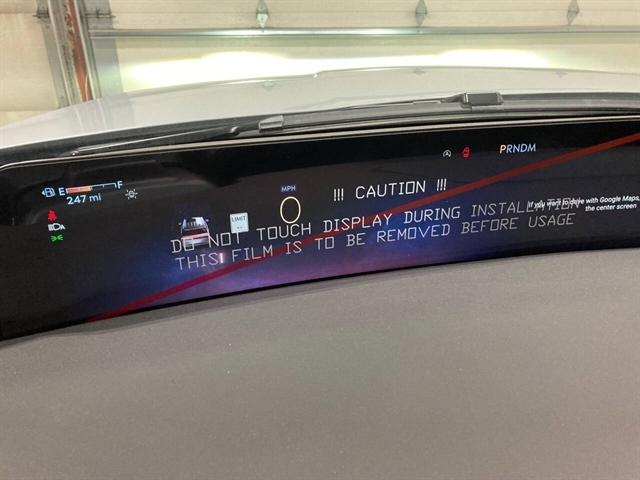 PRNDM
E F
247 mi
MPH
0
LIMIT
!!! CAUTION !!!
DO NOT TOUCH DISPLAY DURING INSTALLATION
THIS FILM IS TO BE REMOVED BEFORE USAGE
If you want to drive with Google Maps,
the center screen